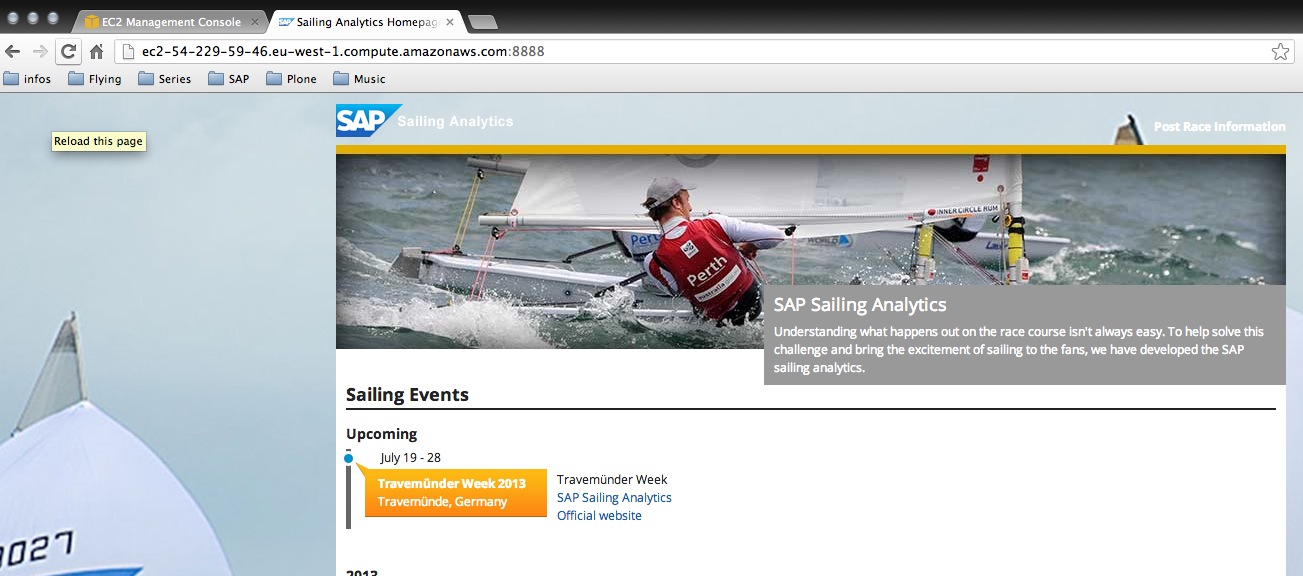 EC2 Management Console
Sailing Analytics Homepag
ec2-54-229-59-46.eu-west-1.compute.amazonaws.com:8888
infos
Flying
Series
SAP
Plone
Music
Reload this page
SAP Sailing Analytics
Post Race Information
INNER CIRCLE RUM
Perth
WORLD
Perth
australia
SAP Sailing Analytics
Understanding what happens out on the race course isn't always easy. To help solve this
challenge and bring the excitement of sailing to the fans, we have developed the SAP
sailing analytics.
Sailing Events
Upcoming
July 19 - 28
Travemünder Week 2013
Travemünde, Germany
Travemünder Week
SAP Sailing Analytics
Official website
2013